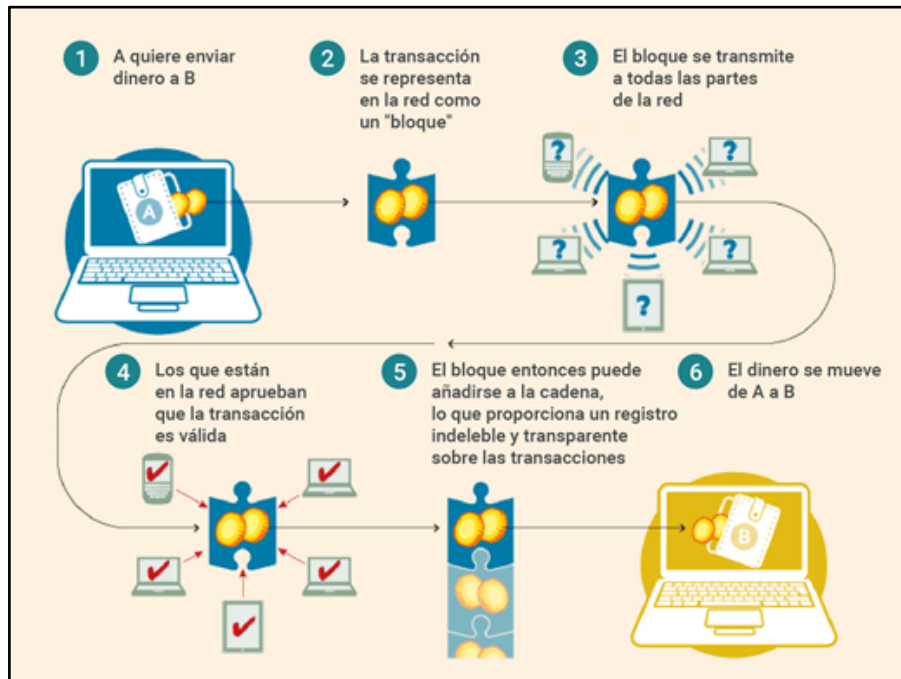 1
A quiere enviar
dinero a B
2
La transacción
se representa
en la red como
un "bloque"
3
El bloque se transmite
a todas las partes
de la red
A
?
?
?
?
?
4
Los que están
en la red aprueban
que la transacción
es válida
5
El bloque entonces puede
añadirse a la cadena,
lo que proporciona un registro
indeleble y transparente
sobre las transacciones
6
El dinero se mueve
de A a B
B